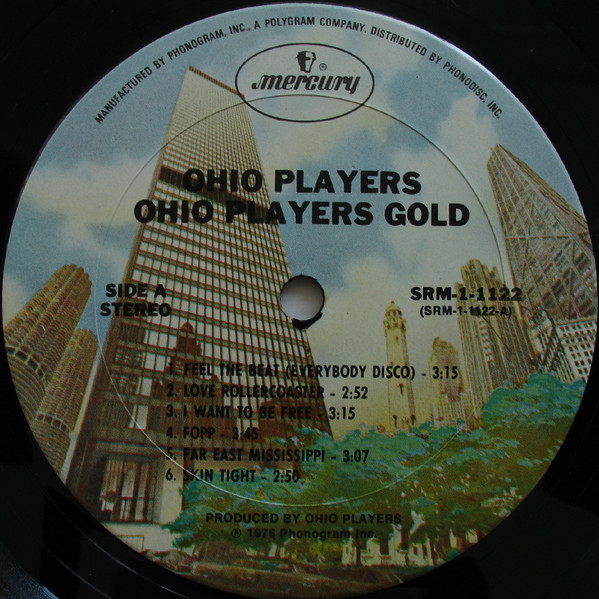 MANUFACTURED BY PHONOGRAM, INC., A POLYGRAM COMPANY. DISTRIBUTED BY PHONODISC, INC.
mercury
®
OHIO PLAYERS
OHIO PLAYERS GOLD
SIDE A
STEREO
SRM-1-1122
(SRM-1-1122-A)
1. FEEL THE BEAT (EVERYBODY DISCO) - 3:15
2. LOVE ROLLERCOASTER - 2:52
3. I WANT TO BE FREE - 3:15
4. FOPP - 3:45
5. FAR EAST MISSISSIPPI - 3:07
6. SKIN TIGHT - 2:50
PRODUCED BY OHIO PLAYERS
℗ 1976 Phonogram Inc.